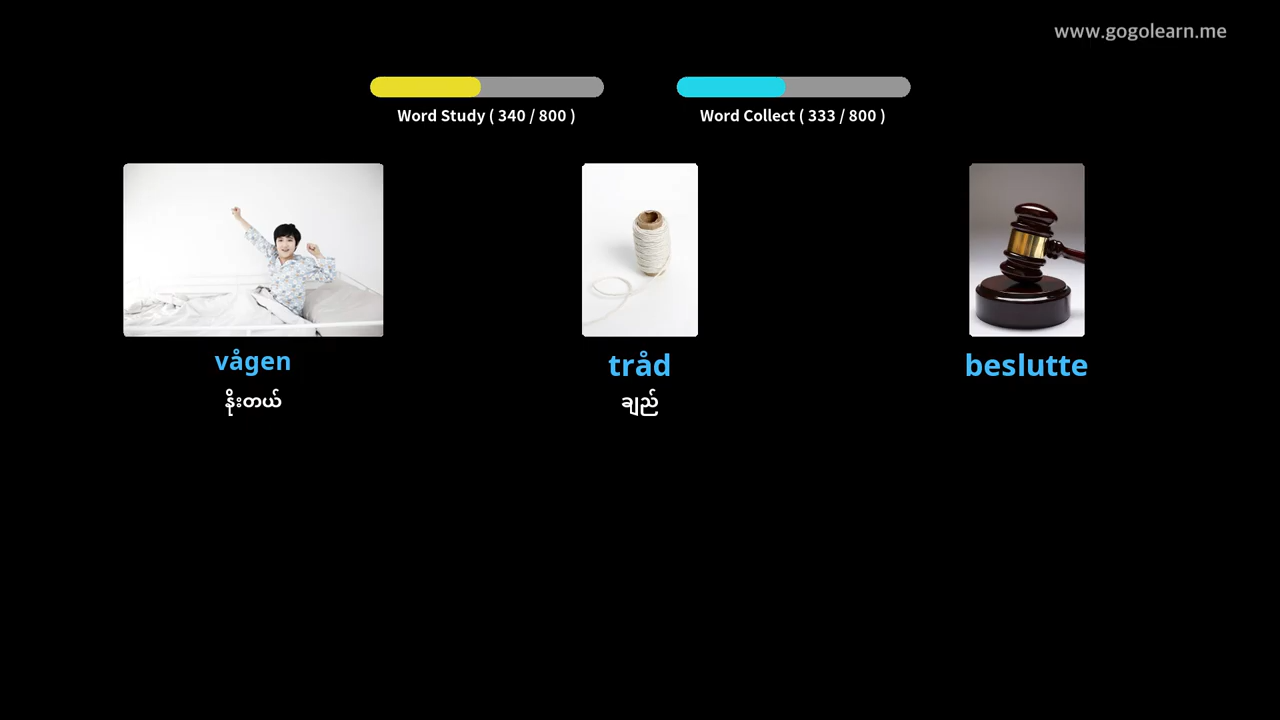 www.gogolearn.me
Word Study ( 340 / 800 )
Word Collect ( 333 / 800 )
vågen
နိုးတယ်
tråd
ချည်
beslutte